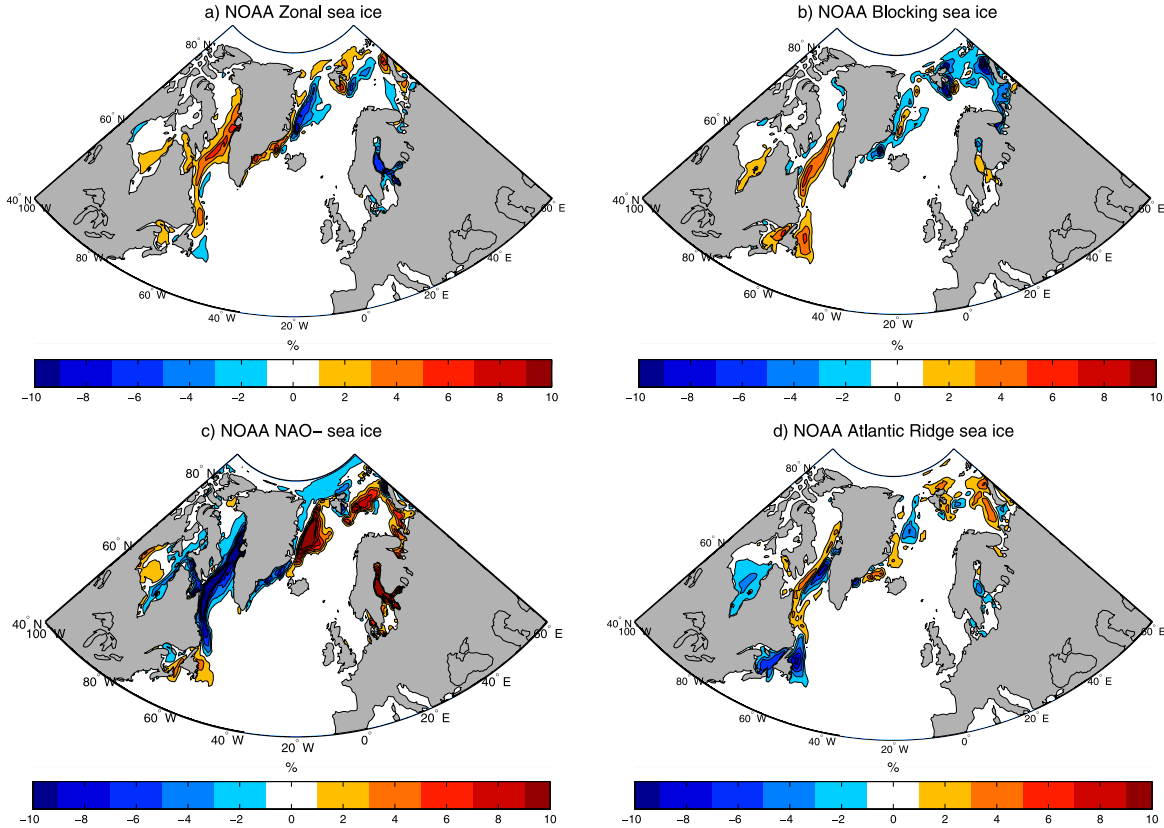 a) NOAA Zonal sea ice
80° N
60° N
40° N
100° W
80° W
60° W
40° W
20° W
0°
20° E
40° E
60° E
%
−10 −8 −6 −4 −2 0 2 4 6 8 10
b) NOAA Blocking sea ice
80° N
60° N
40° N
100° W
80° W
60° W
40° W
20° W
0°
20° E
40° E
60° E
%
−10 −8 −6 −4 −2 0 2 4 6 8 10
c) NOAA NAO− sea ice
80° N
60° N
40° N
100° W
80° W
60° W
40° W
20° W
0°
20° E
40° E
60° E
%
−10 −8 −6 −4 −2 0 2 4 6 8 10
d) NOAA Atlantic Ridge sea ice
80° N
60° N
40° N
100° W
80° W
60° W
40° W
20° W
0°
20° E
40° E
60° E
%
−10 −8 −6 −4 −2 0 2 4 6 8 10